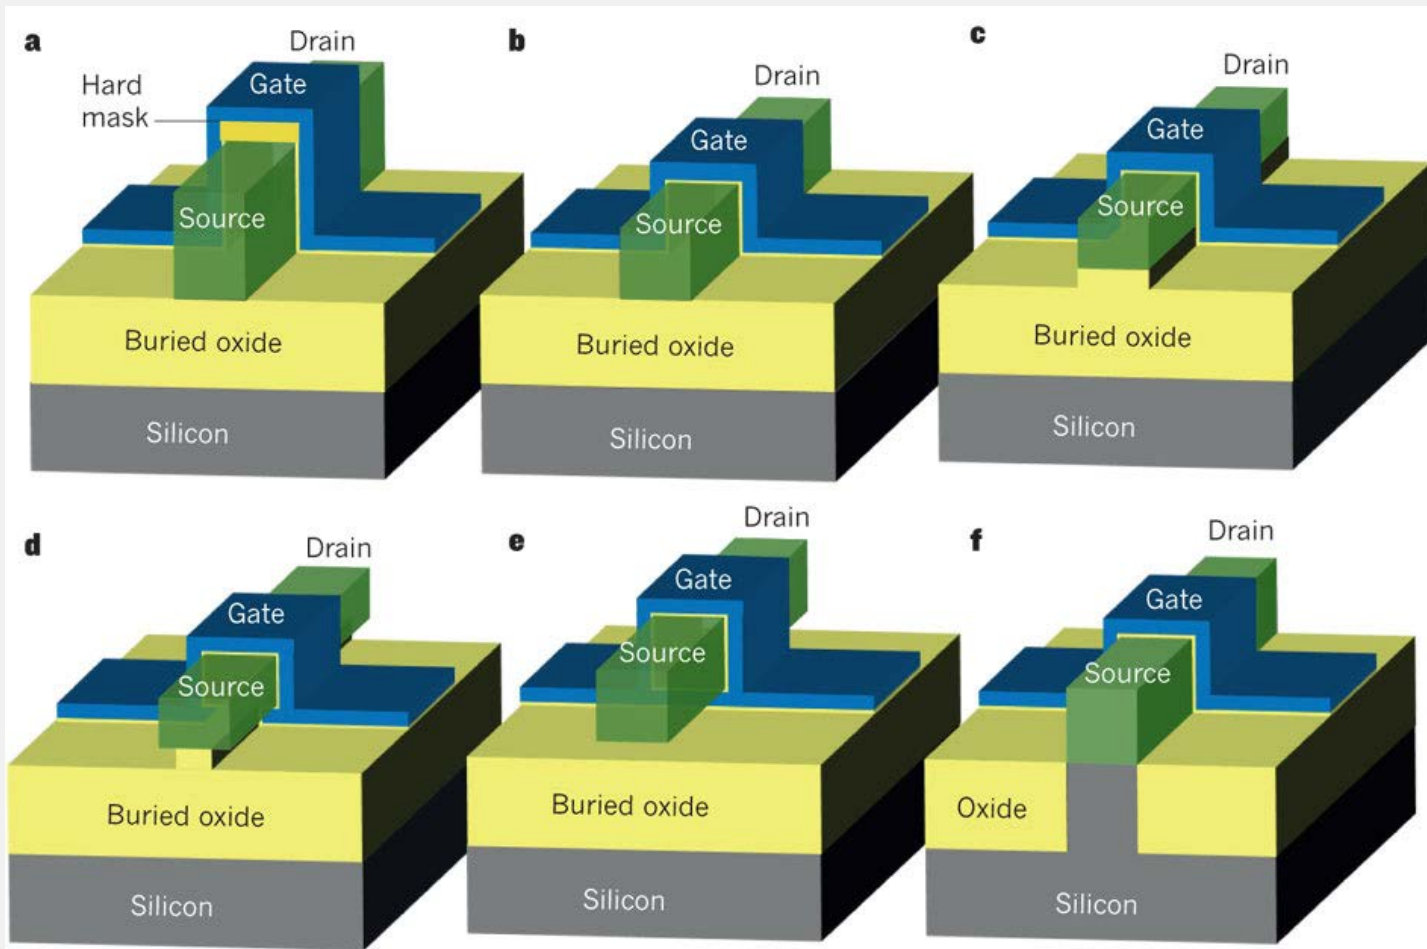 a
Drain
Hard
mask
Gate
Source
Buried oxide
Silicon
b
Drain
Gate
Source
Buried oxide
Silicon
c
Drain
Gate
Source
Buried oxide
Silicon
d
Drain
Gate
Source
Buried oxide
Silicon
e
Drain
Gate
Source
Buried oxide
Silicon
f
Drain
Gate
Source
Oxide
Silicon